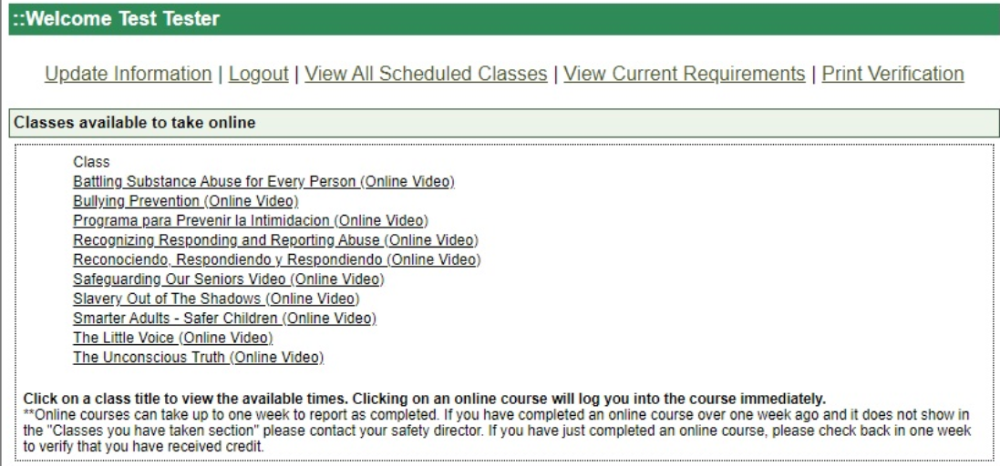 ::Welcome Test Tester
Update Information | Logout | View All Scheduled Classes | View Current Requirements | Print Verification
Classes available to take online
Class
Battling Substance Abuse for Every Person (Online Video)
Bullying Prevention (Online Video)
Programa para Prevenir la Intimidacion (Online Video)
Recognizing Responding and Reporting Abuse (Online Video)
Reconociendo, Respondiendo y Respondiendo (Online Video)
Safeguarding Our Seniors Video (Online Video)
Slavery Out of The Shadows (Online Video)
Smarter Adults - Safer Children (Online Video)
The Little Voice (Online Video)
The Unconscious Truth (Online Video)
Click on a class title to view the available times. Clicking on an online course will log you into the course immediately.
**Online courses can take up to one week to report as completed. If you have completed an online course over one week ago and it does not show in
the "Classes you have taken section" please contact your safety director. If you have just completed an online course, please check back in one week
to verify that you have received credit.